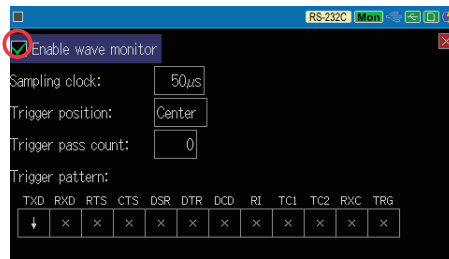 RS-232C Mon
Enable wave monitor
Sampling clock: 50μs
Trigger position: Center
Trigger pass count: 0
Trigger pattern:
TXD RXD RTS CTS DSR DTR DCD RI TC1 TC2 RXC TRG
↓ × × × × × × × × × × ×